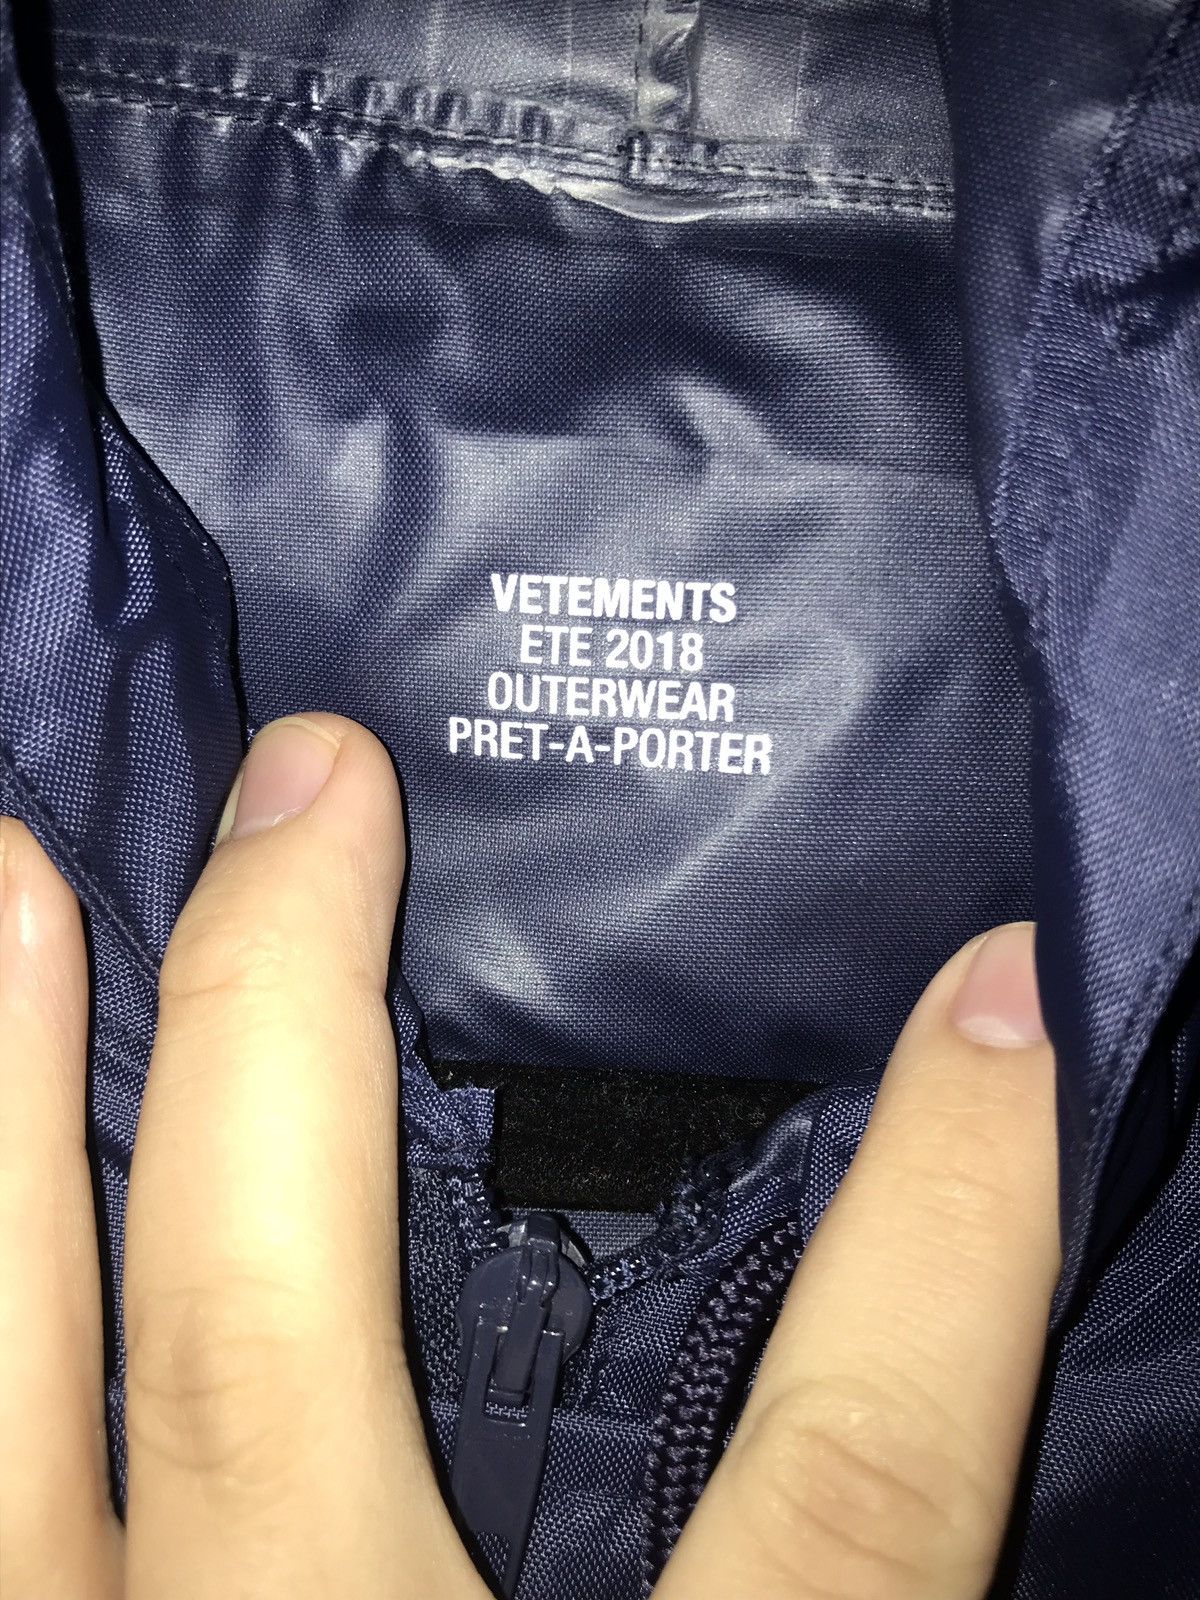 VETEMENTS
ETE 2018
OUTERWEAR
PRET-A-PORTER